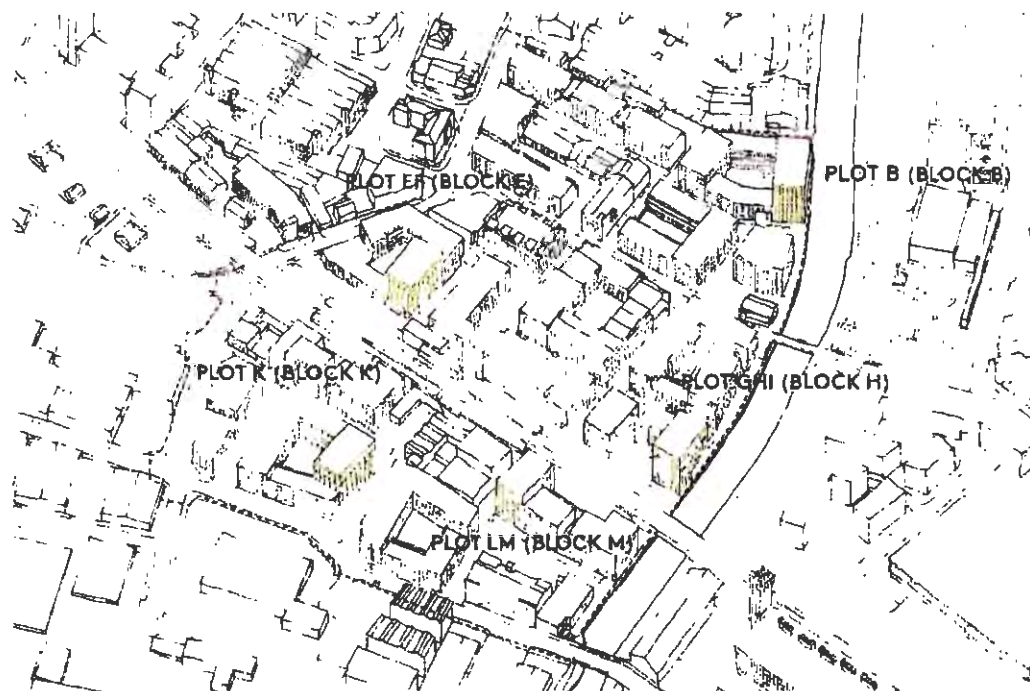 PLOT B (BLOCK B)
PLOT EF (BLOCK E)
PLOT K (BLOCK K)
PLOT GHI (BLOCK H)
PLOT LM (BLOCK M)